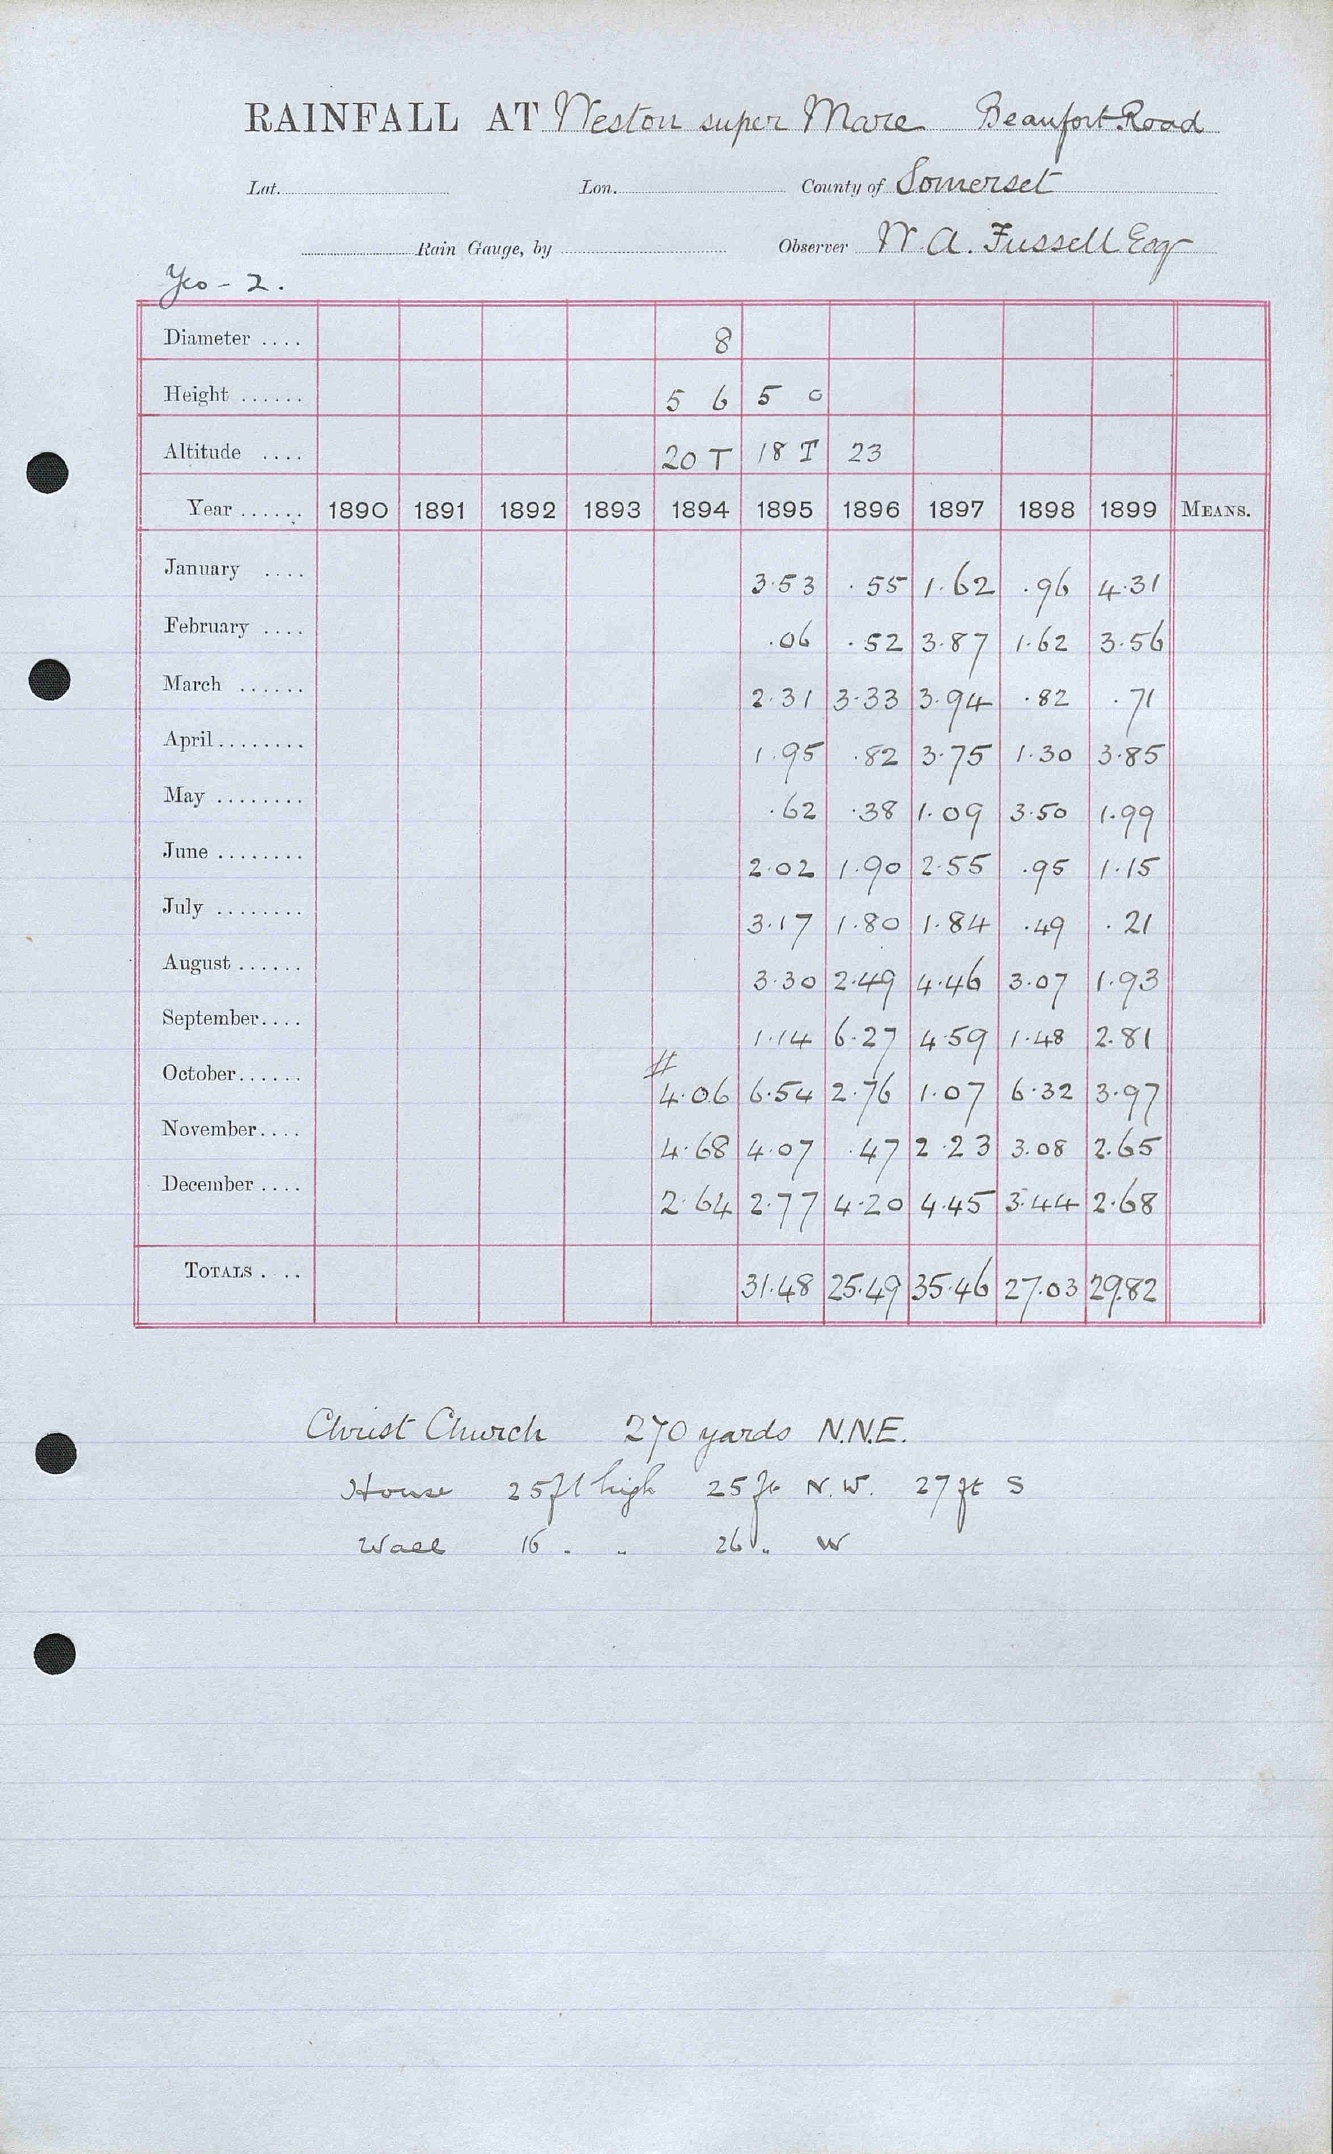 RAINFALL AT Weston super Mare Beaufort Road
Lat. Lon. County of Somerset
Rain Gauge, by Observer W. A. Fussell Esq
Yeo - 2.
Diameter .... 8
Height ...... 5 6 5 0
Altitude .... 20 T 18 T 23
Year ...... 1890 1891 1892 1893 1894 1895 1896 1897 1898 1899 MEANS.
January .... 3.53 .55 1.62 .96 4.31
February .... .06 .52 3.87 1.62 3.56
March ...... 2.31 3.33 3.94 .82 .71
April........ 1.95 .82 3.75 1.30 3.85
May ........ .62 .38 1.09 3.50 1.99
June ........ 2.02 1.90 2.55 .95 1.15
July ........ 3.17 1.80 1.84 .49 .21
August ...... 3.30 2.49 4.46 3.07 1.93
September.... 1.14 6.27 4.59 1.48 2.81
#
October...... 4.06 6.54 2.76 1.07 6.32 3.97
November.... 4.68 4.07 .47 2.23 3.08 2.65
December .... 2.64 2.77 4.20 4.45 3.44 2.68
TOTALS . ... 31.48 25.49 35.46 27.03 29.82
Christ Church 270 yards N.N.E.
House 25 ft high 25 ft N.W. 27 ft S
Wall 16 . „ 26 „ W